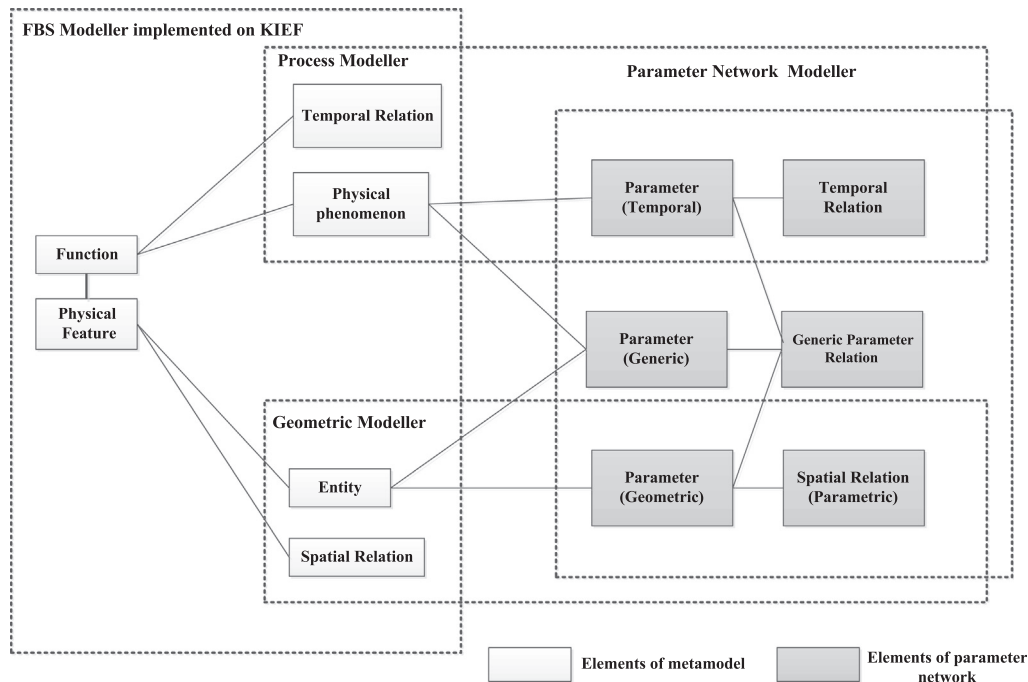 FBS Modeller implemented on KIEF
Process Modeller
Parameter Network Modeller
Temporal Relation
Physical
phenomenon
Parameter
(Temporal)
Temporal
Relation
Function
Physical
Feature
Parameter
(Generic)
Generic Parameter
Relation
Geometric Modeller
Entity
Parameter
(Geometric)
Spatial Relation
(Parametric)
Spatial Relation
Elements of metamodel
Elements of parameter
network